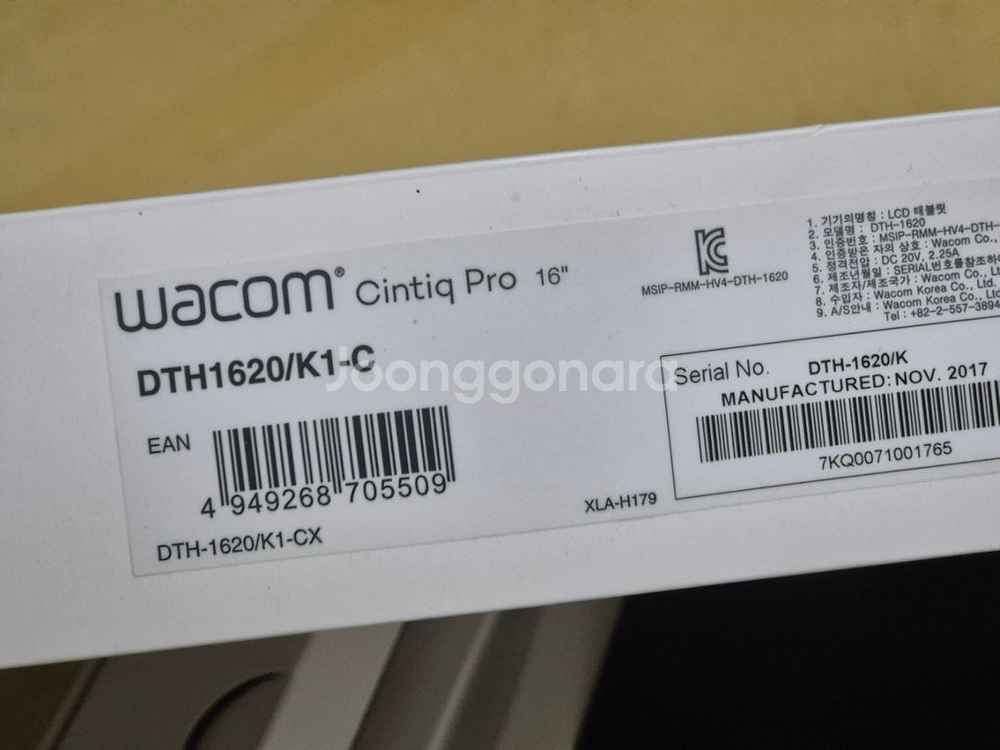 wacom® Cintiq Pro 16"
DTH1620/K1-C
EAN
4 949268 705509
DTH-1620/K1-CX
MSIP-RMM-HV4-DTH-1620
XLA-H179
1. 기기의명칭 : LCD 태블릿
2. 모델명 : DTH-1620
3. 인증번호 : MSIP-RMM-HV4-DTH-
4. 인증받은 자의 상호 : Wacom Co.,
5. 정격전압 : DC 20V, 2.25A
6. 제조년월일 : SERIAL번호를참조하
7. 제조자/제조국가 : Wacom Co., Ltd.
8. 수입자 : Wacom Korea Co., Ltd.
9. A/S안내 : Wacom Korea Co., Ltd
Tel : +82-2-557-3894
Serial No. DTH-1620/K
MANUFACTURED: NOV. 2017
7KQ0071001765
Joonggonara